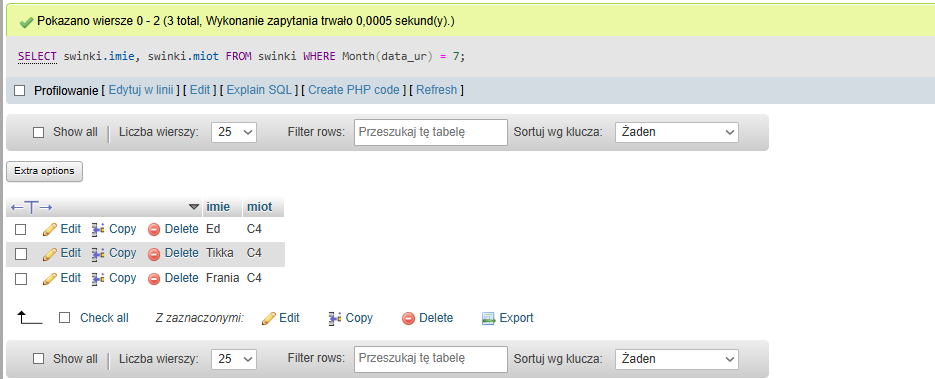 Pokazano wiersze 0 - 2 (3 total, Wykonanie zapytania trwało 0,0005 sekund(y).)
SELECT swinki.imie, swinki.miot FROM swinki WHERE Month(data_ur) = 7;
Profilowanie [ Edytuj w linii ] [ Edit ] [ Explain SQL ] [ Create PHP code ] [ Refresh ]
Show all | Liczba wierszy: 25 Filter rows: Przeszukaj tę tabelę Sortuj wg klucza: Żaden
Extra options
←T→ imie miot
Edit Copy Delete Ed C4
Edit Copy Delete Tikka C4
Edit Copy Delete Frania C4
Check all Z zaznaczonymi: Edit Copy Delete Export
Show all | Liczba wierszy: 25 Filter rows: Przeszukaj tę tabelę Sortuj wg klucza: Żaden